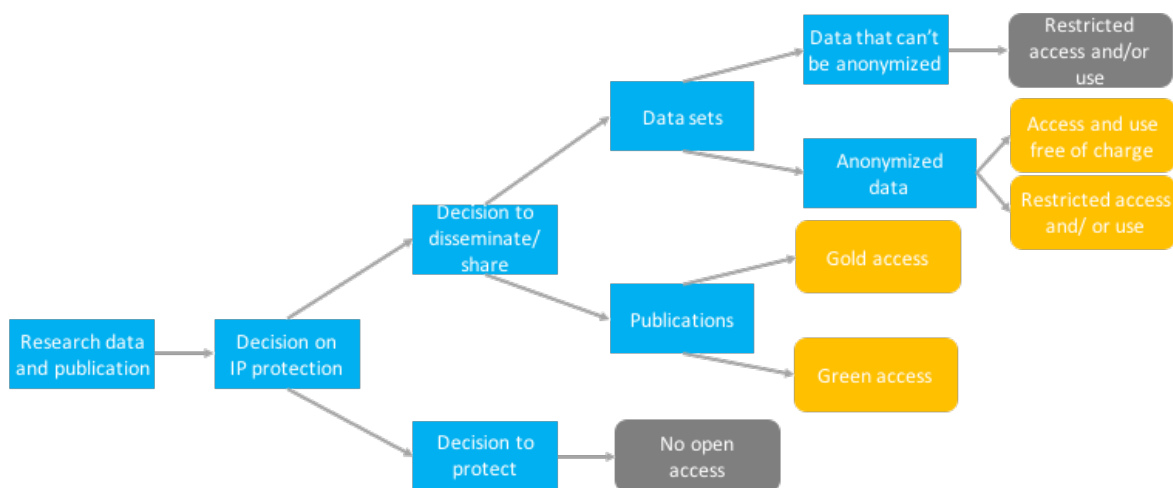 Data that can't
be anonymized
Restricted
access and/or
use
Data sets
Access and use
free of charge
Anonymized
data
Restricted access
and/ or use
Decision to
disseminate/
share
Gold access
Publications
Research data
and publication
Decision on
IP protection
Green access
Decision to
protect
No open
access